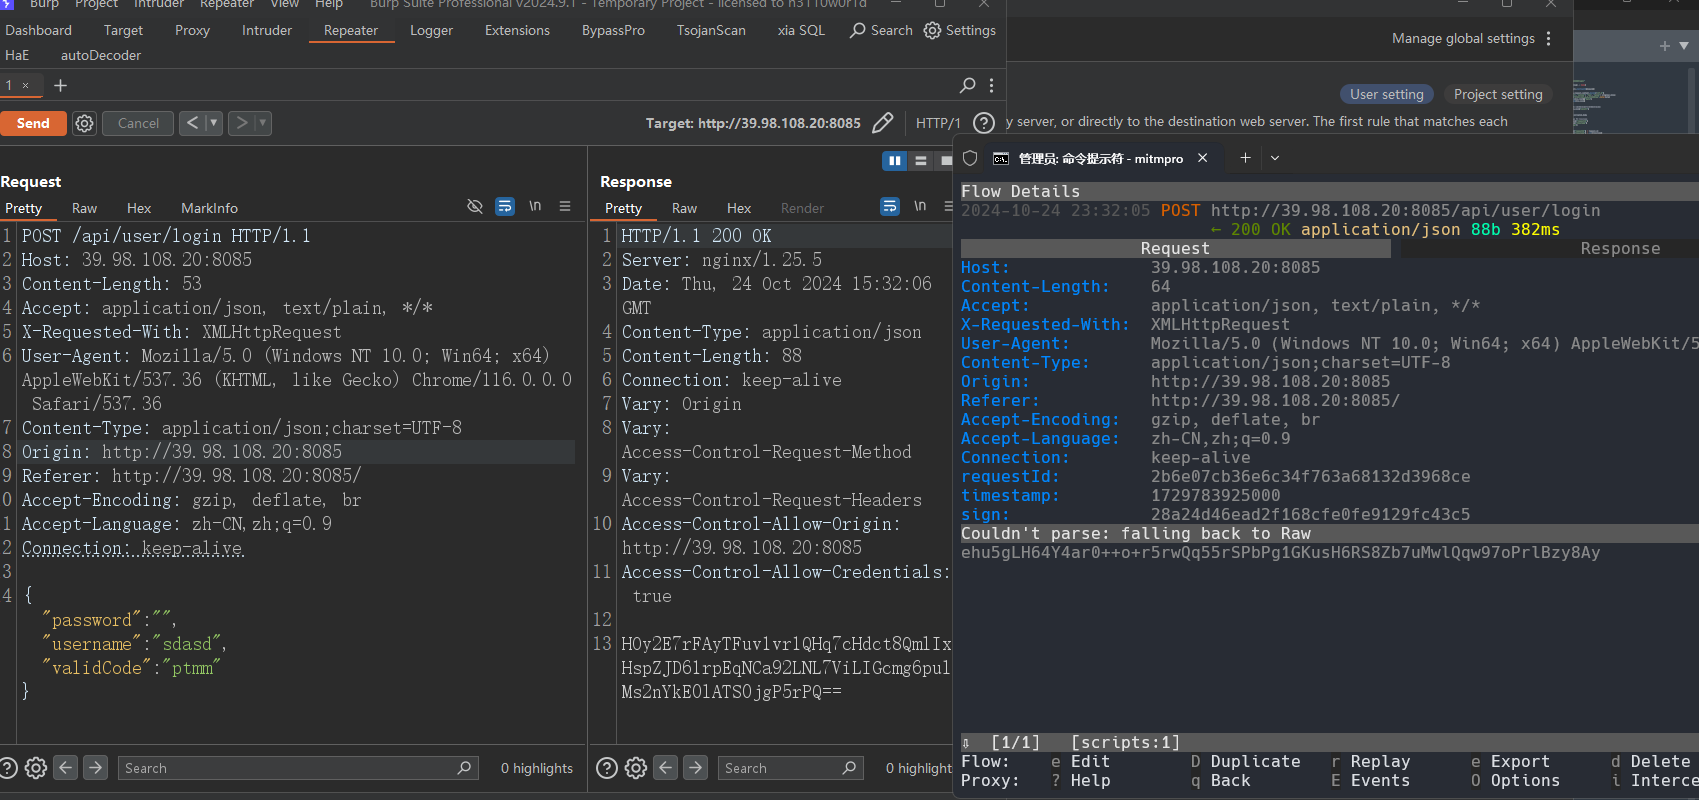 Burp Project Intruder Repeater View Help Burp Suite Professional v2024.9.1 - Temporary Project - licensed to h3110w0r1d
Dashboard Target Proxy Intruder Repeater Logger Extensions BypassPro TsojanScan xia SQL Search Settings
HaE autoDecoder
1 × +
Send Cancel < ▼ > ▼ Target: http://39.98.108.20:8085 HTTP/1 ?
Request
Pretty Raw Hex MarkInfo \n
1 POST /api/user/login HTTP/1.1
2 Host: 39.98.108.20:8085
3 Content-Length: 53
4 Accept: application/json, text/plain, */*
5 X-Requested-With: XMLHttpRequest
6 User-Agent: Mozilla/5.0 (Windows NT 10.0; Win64; x64)
AppleWebKit/537.36 (KHTML, like Gecko) Chrome/116.0.0.0
Safari/537.36
7 Content-Type: application/json;charset=UTF-8
8 Origin: http://39.98.108.20:8085
9 Referer: http://39.98.108.20:8085/
0 Accept-Encoding: gzip, deflate, br
1 Accept-Language: zh-CN,zh;q=0.9
2 Connection: keep-alive
3
4 {
"password":"",
"username":"sdasd",
"validCode":"ptmm"
}
? Search 0 highlights
Response
Pretty Raw Hex Render \n
1 HTTP/1.1 200 OK
2 Server: nginx/1.25.5
3 Date: Thu, 24 Oct 2024 15:32:06
GMT
4 Content-Type: application/json
5 Content-Length: 88
6 Connection: keep-alive
7 Vary: Origin
8 Vary:
Access-Control-Request-Method
9 Vary:
Access-Control-Request-Headers
10 Access-Control-Allow-Origin:
http://39.98.108.20:8085
11 Access-Control-Allow-Credentials:
true
12
13 HOy2E7rFAyTFuv1vrlQHq7cHdct8QmlIx
HspZJD61rpEqNCa92LNL7ViLIGcmg6pul
Ms2nYkE01ATS0jgP5rPQ==
? Search 0 highlight
Manage global settings
User setting Project setting
y server, or directly to the destination web server. The first rule that matches each
管理员: 命令提示符 - mitmpro × +
Flow Details
2024-10-24 23:32:05 POST http://39.98.108.20:8085/api/user/login
← 200 OK application/json 88b 382ms
Request Response
Host: 39.98.108.20:8085
Content-Length: 64
Accept: application/json, text/plain, */*
X-Requested-With: XMLHttpRequest
User-Agent: Mozilla/5.0 (Windows NT 10.0; Win64; x64) AppleWebKit/5
Content-Type: application/json;charset=UTF-8
Origin: http://39.98.108.20:8085
Referer: http://39.98.108.20:8085/
Accept-Encoding: gzip, deflate, br
Accept-Language: zh-CN,zh;q=0.9
Connection: keep-alive
requestId: 2b6e07cb36e6c34f763a68132d3968ce
timestamp: 1729783925000
sign: 28a24d46ead2f168cfe0fe9129fc43c5
Couldn't parse: falling back to Raw
ehu5gLH64Y4ar0++o+r5rwQq55rSPbPg1GKusH6RS8Zb7uMwlQqw97oPrlBzy8Ay
⇩ [1/1] [scripts:1]
Flow: e Edit D Duplicate r Replay e Export d Delete
Proxy: ? Help q Back E Events O Options i Interce